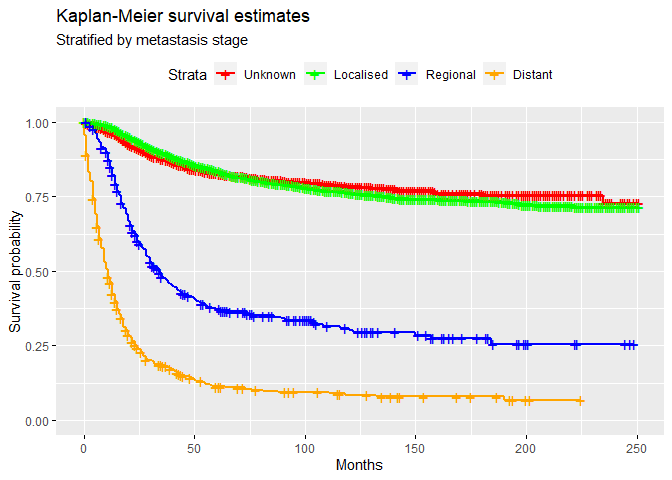 Kaplan-Meier survival estimates
Stratified by metastasis stage
Strata Unknown Localised Regional Distant
1.00
0.75
0.50
0.25
0.00
Survival probability
0 50 100 150 200 250
Months